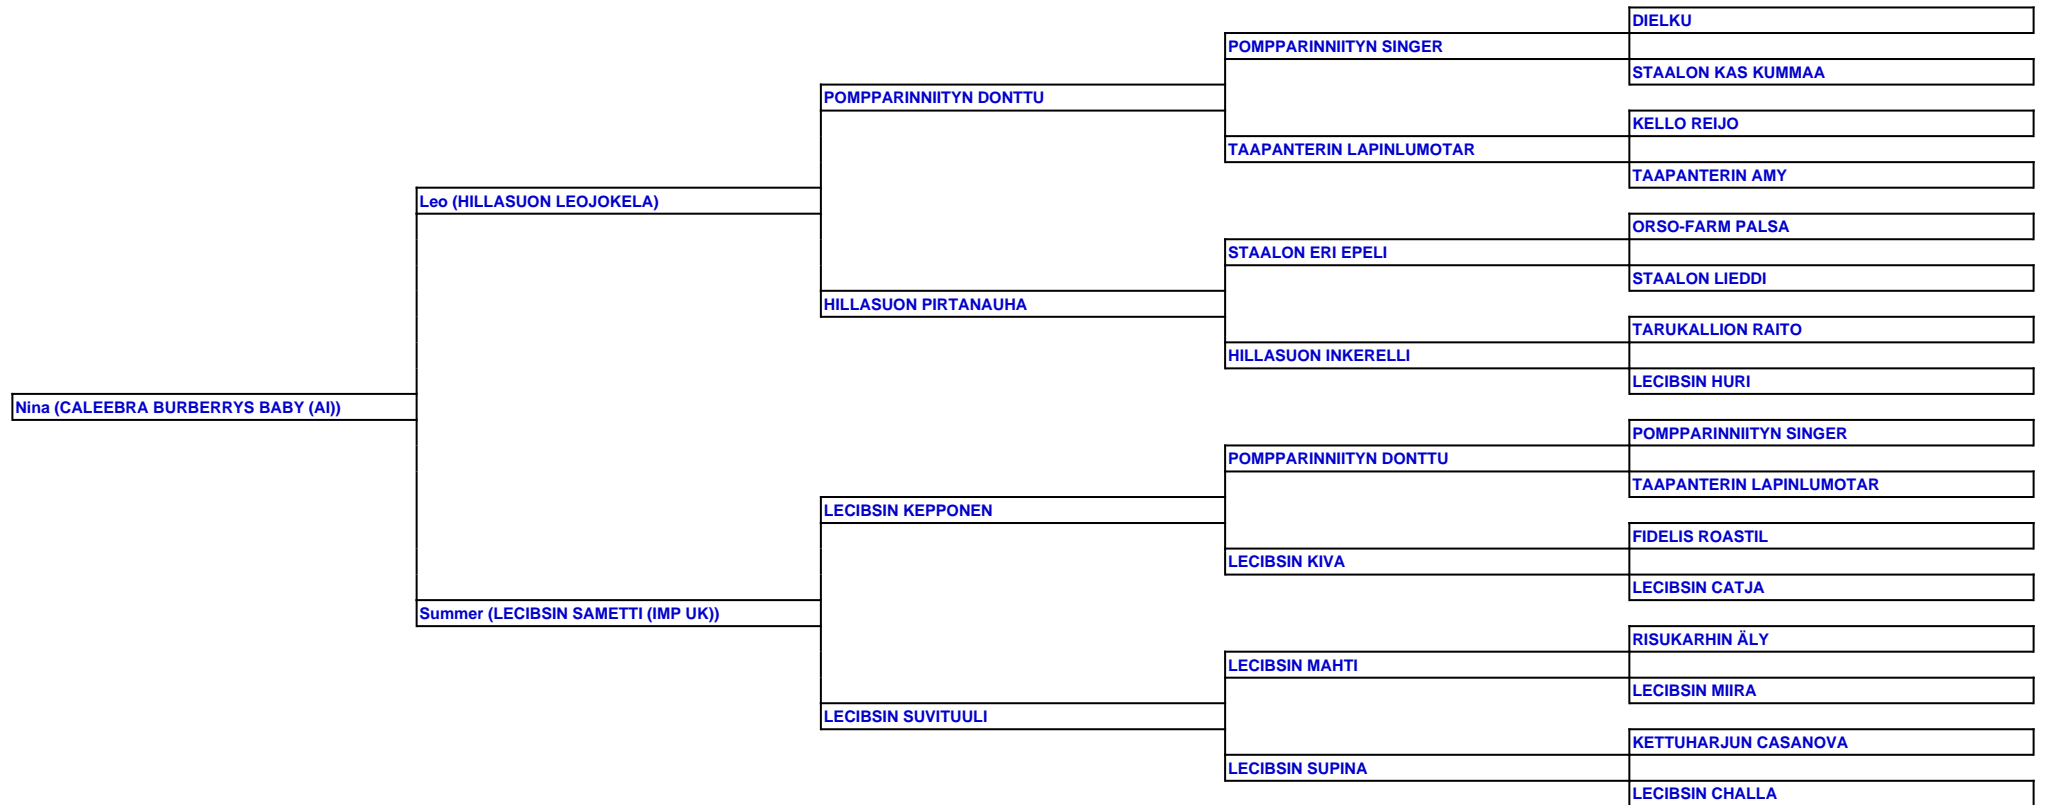 DIELKU
POMPPARINNIITYN SINGER
STAALON KAS KUMMAA
POMPPARINNIITYN DONTTU
KELLO REIJO
TAAPANTERIN LAPINLUMOTAR
TAAPANTERIN AMY
Leo (HILLASUON LEOJOKELA)
ORSO-FARM PALSA
STAALON ERI EPELI
STAALON LIEDDI
HILLASUON PIRTANAUHA
TARUKALLION RAITO
HILLASUON INKERELLI
LECIBSIN HURI
Nina (CALEEBRA BURBERRYS BABY (AI))
POMPPARINNIITYN SINGER
POMPPARINNIITYN DONTTU
TAAPANTERIN LAPINLUMOTAR
LECIBSIN KEPPONEN
FIDELIS ROASTIL
LECIBSIN KIVA
LECIBSIN CATJA
Summer (LECIBSIN SAMETTI (IMP UK))
RISUKARHIN ÄLY
LECIBSIN MAHTI
LECIBSIN MIIRA
LECIBSIN SUVITUULI
KETTUHARJUN CASANOVA
LECIBSIN SUPINA
LECIBSIN CHALLA